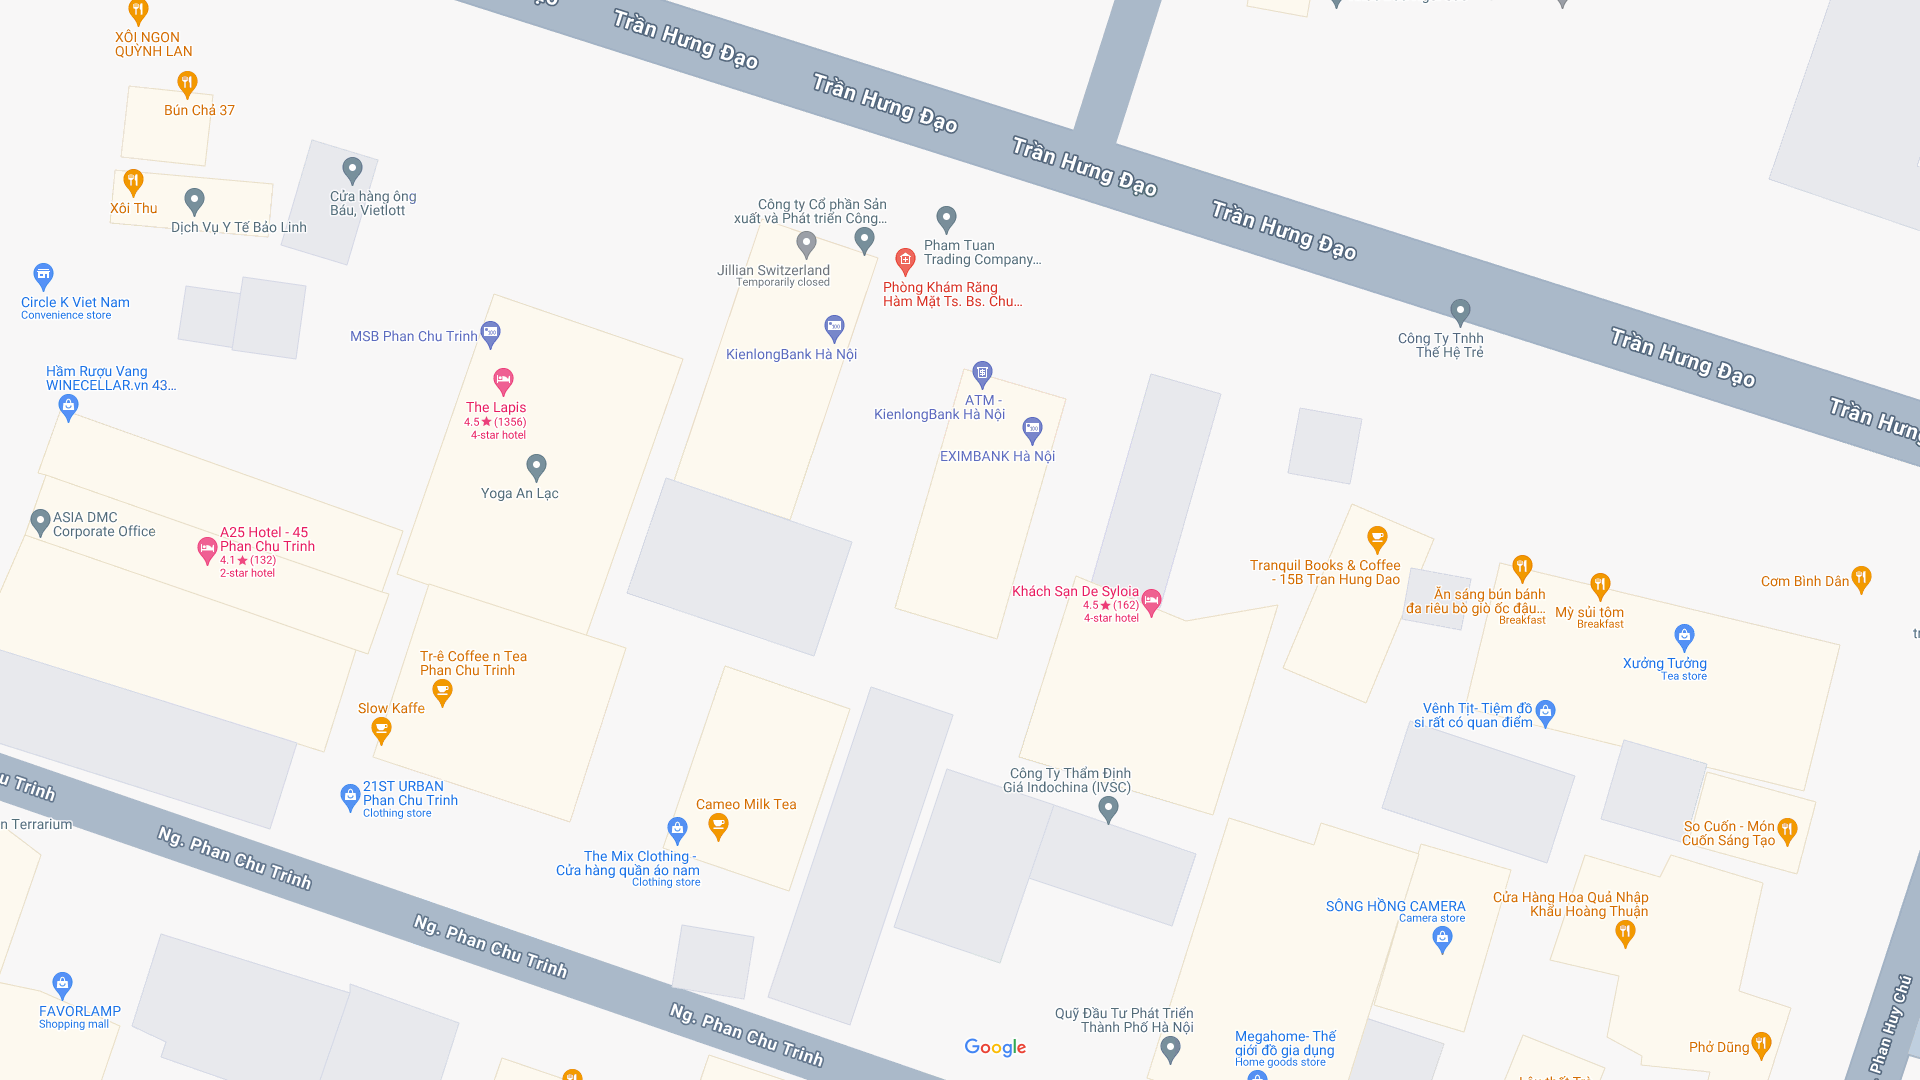 XÔI NGON
QUỲNH LAN
Trần Hưng Đạo
Trần Hưng Đạo
Trần Hưng Đạo
Trần Hưng Đạo
Trần Hưng Đạo
Bún Chả 37
Xôi Thu
Dịch Vụ Y Tế Bảo Linh
Cửa hàng ông
Báu, Vietlott
Công ty Cổ phần Sản
xuất và Phát triển Công...
Jillian Switzerland
Temporarily closed
Pham Tuan
Trading Company...
Phòng Khám Răng
Hàm Mặt Ts. Bs. Chu...
Circle K Viet Nam
Convenience store
MSB Phan Chu Trinh
KienlongBank Hà Nội
Công Ty Tnhh
Thế Hệ Trẻ
Hầm Rượu Vang
WINECELLAR.vn 43...
The Lapis
4.5★(1356)
4-star hotel
ATM -
KienlongBank Hà Nội
EXIMBANK Hà Nội
Yoga An Lạc
ASIA DMC
Corporate Office
A25 Hotel - 45
Phan Chu Trinh
4.1★(132)
2-star hotel
Khách Sạn De Syloia
4.5★(162)
4-star hotel
Tranquil Books & Coffee
- 15B Tran Hung Dao
Ăn sáng bún bánh
đa riêu bò giò ốc đậu...
Breakfast
Mỳ sủi tôm
Breakfast
Cơm Bình Dân
Xưởng Tưởng
Tea store
Tr-ê Coffee n Tea
Phan Chu Trinh
Slow Kaffe
Vênh Tịt- Tiệm đồ
si rất có quan điểm
21ST URBAN
Phan Chu Trinh
Clothing store
Công Ty Thẩm Định
Giá Indochina (IVSC)
Cameo Milk Tea
The Mix Clothing -
Cửa hàng quần áo nam
Clothing store
So Cuốn - Món
Cuốn Sáng Tạo
Trinh
n Terrarium
Ng. Phan Chu Trinh
Ng. Phan Chu Trinh
Ng. Phan Chu Trinh
SÔNG HỒNG CAMERA
Camera store
Cửa Hàng Hoa Quả Nhập
Khẩu Hoàng Thuận
FAVORLAMP
Shopping mall
Quỹ Đầu Tư Phát Triển
Thành Phố Hà Nội
Megahome- Thế
giới đồ gia dụng
Home goods store
Phở Dũng
Phan Huy Chú
Google